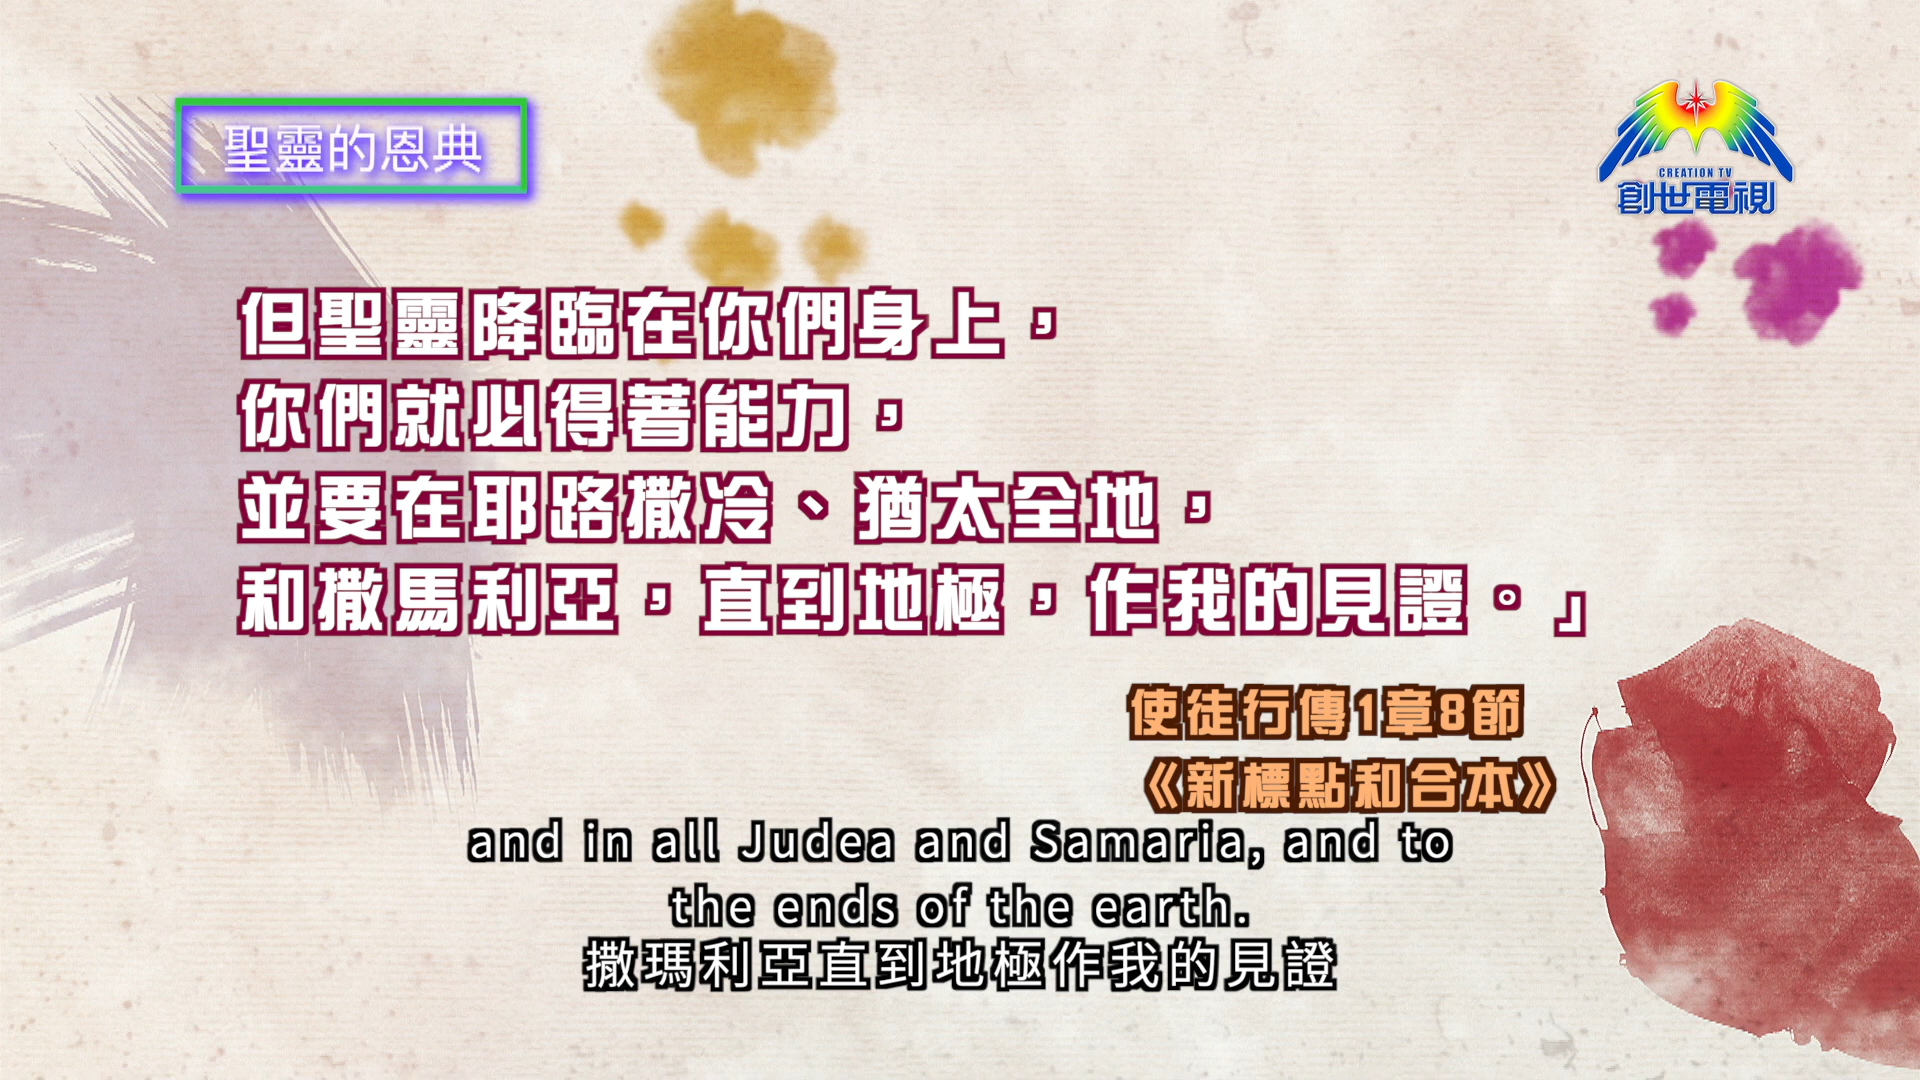 聖靈的恩典
CREATION TV
創世電視
但聖靈降臨在你們身上，
你們就必得著能力，
並要在耶路撒冷、猶太全地，
和撒馬利亞，直到地極，作我的見證。」
使徒行傳1章8節
《新標點和合本》
and in all Judea and Samaria, and to
the ends of the earth.
撒瑪利亞直到地極作我的見證